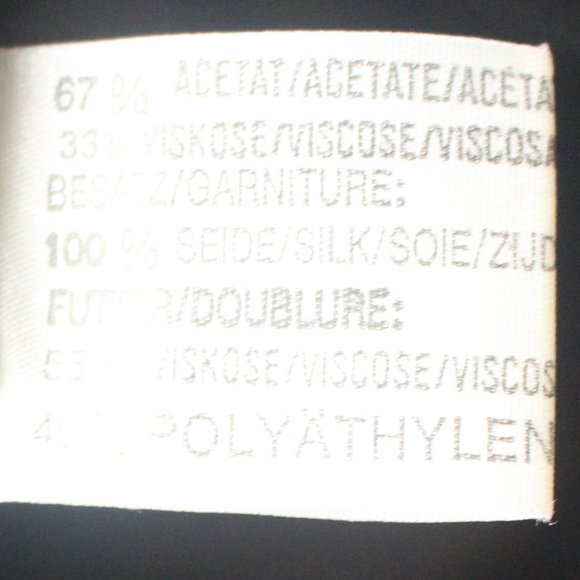 67 % ACETAT/ACETATE/ACETA
33% VISKOSE/VISCOSE/VISCOSA
BESATZ/GARNITURE:
100 % SEIDE/SILK/SOIE/ZIJD
FUTTER/DOUBLURE:
VISKOSE/VISCOSE/VISCOS
POLYÄTHYLEN